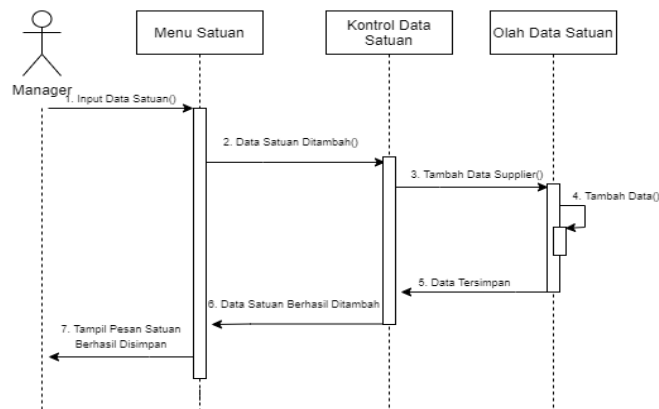 Menu Satuan
Kontrol Data
Satuan
Olah Data Satuan
Manager
1. Input Data Satuan()
2. Data Satuan Ditambah()
3. Tambah Data Supplier()
4. Tambah Data()
5. Data Tersimpan
6. Data Satuan Berhasil Ditambah
7. Tampil Pesan Satuan
Berhasil Disimpan